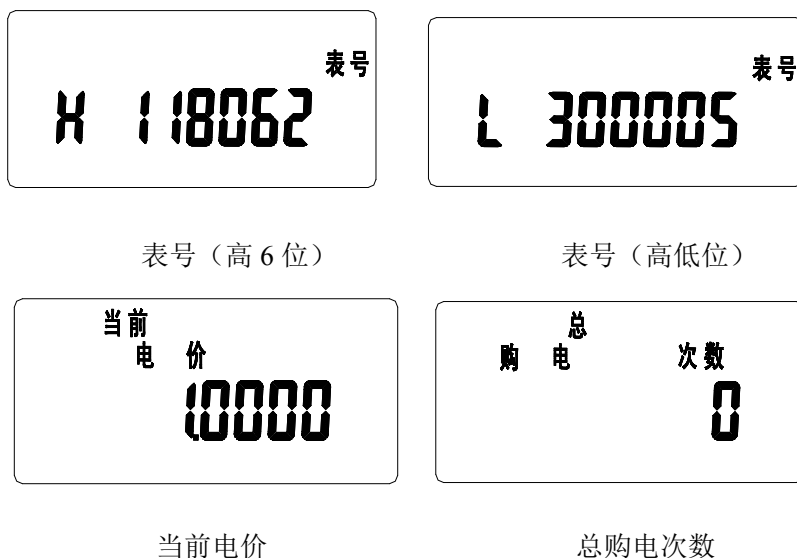 表号
H 118062
表号
L 300005
表号（高 6 位）
表号（高低位）
当前
电 价
1.0000
总
购 电 次数
0
当前电价
总购电次数